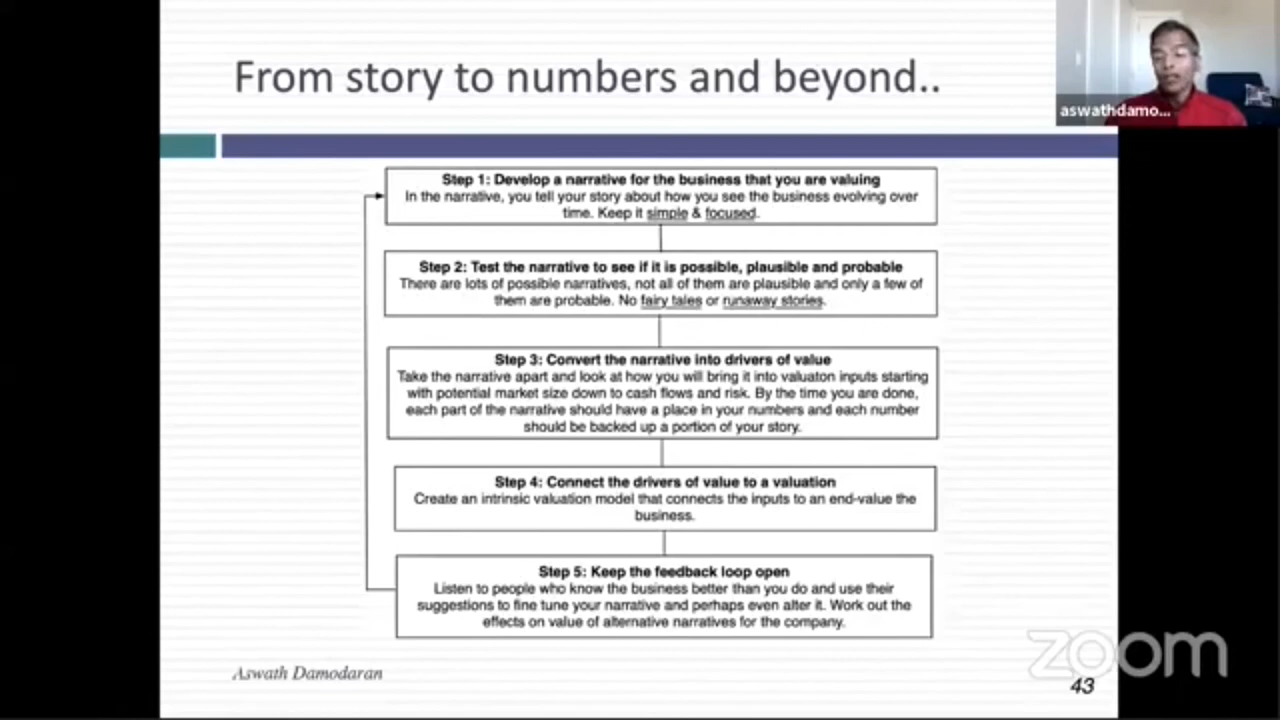 From story to numbers and beyond..
aswathdamo...
Step 1: Develop a narrative for the business that you are valuing
In the narrative, you tell your story about how you see the business evolving over
time. Keep it simple & focused.
Step 2: Test the narrative to see if it is possible, plausible and probable
There are lots of possible narratives, not all of them are plausible and only a few of
them are probable. No fairy tales or runaway stories.
Step 3: Convert the narrative into drivers of value
Take the narrative apart and look at how you will bring it into valuaton inputs starting
with potential market size down to cash flows and risk. By the time you are done,
each part of the narrative should have a place in your numbers and each number
should be backed up a portion of your story.
Step 4: Connect the drivers of value to a valuation
Create an intrinsic valuation model that connects the inputs to an end-value the
business.
Step 5: Keep the feedback loop open
Listen to people who know the business better than you do and use their
suggestions to fine tune your narrative and perhaps even alter it. Work out the
effects on value of alternative narratives for the company.
Aswath Damodaran
zoom
43